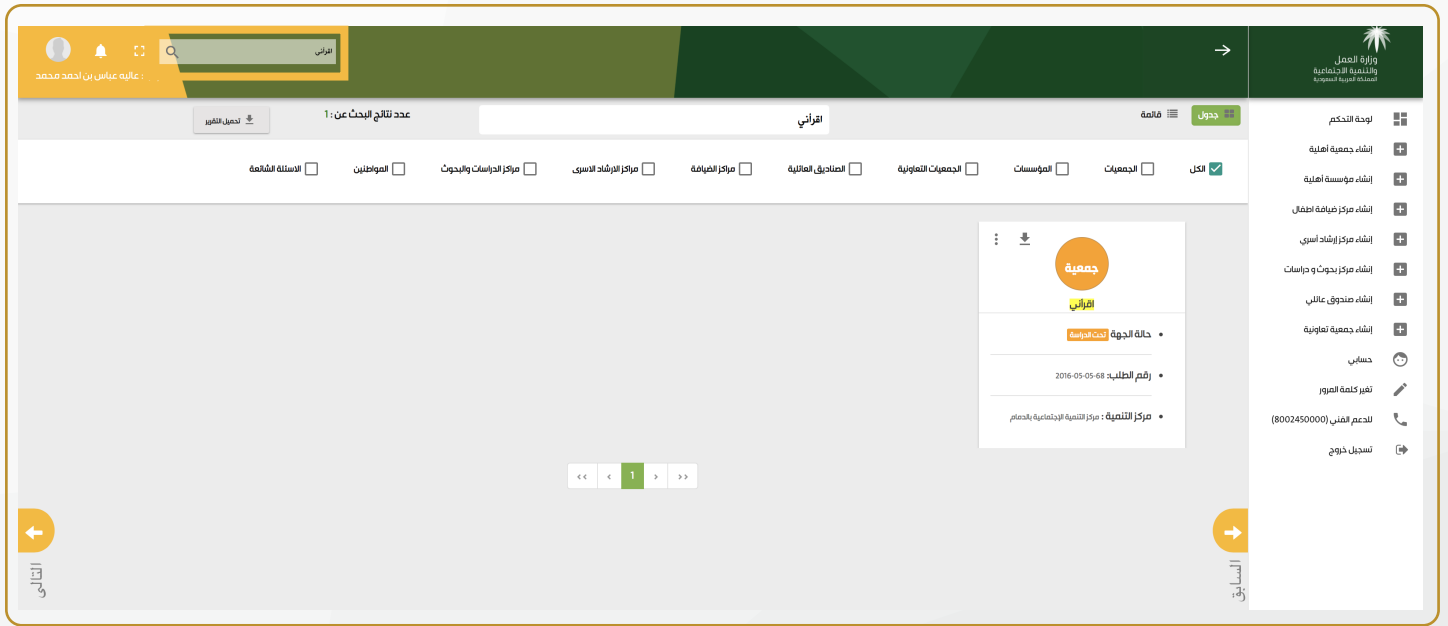 وزارة العمل
والتنمية الاجتماعية
المملكة العربية السعودية
اقرأني
: عاليه عباس بن احمد محمد
لوحة التحكم
إنشاء جمعية أهلية
إنشاء مؤسسة أهلية
إنشاء مركز ضيافة اطفال
إنشاء مركز إرشاد أسري
إنشاء مركز بحوث و دراسات
إنشاء صندوق عائلي
إنشاء جمعية تعاونية
حسابي
تغير كلمة المرور
للدعم الفني (8002450000)
تسجيل خروج
جدول
قائمة
اقرأني
عدد نتائج البحث عن: 1
تحميل التقرير
الكل
الجمعيات
المؤسسات
الجمعيات التعاونية
الصناديق العائلية
مراكز الضيافة
مراكز الارشاد الاسرى
مراكز الدراسات والبحوث
المواطنين
الاسئلة الشائعة
جمعية
اقرأني
حالة الجهة تحت الدراسة
رقم الطلب: 68-05-05-2016
مركز التنمية : مركز التنمية الإجتماعية بالدمام
<< < 1 > >>
السابق
التالى